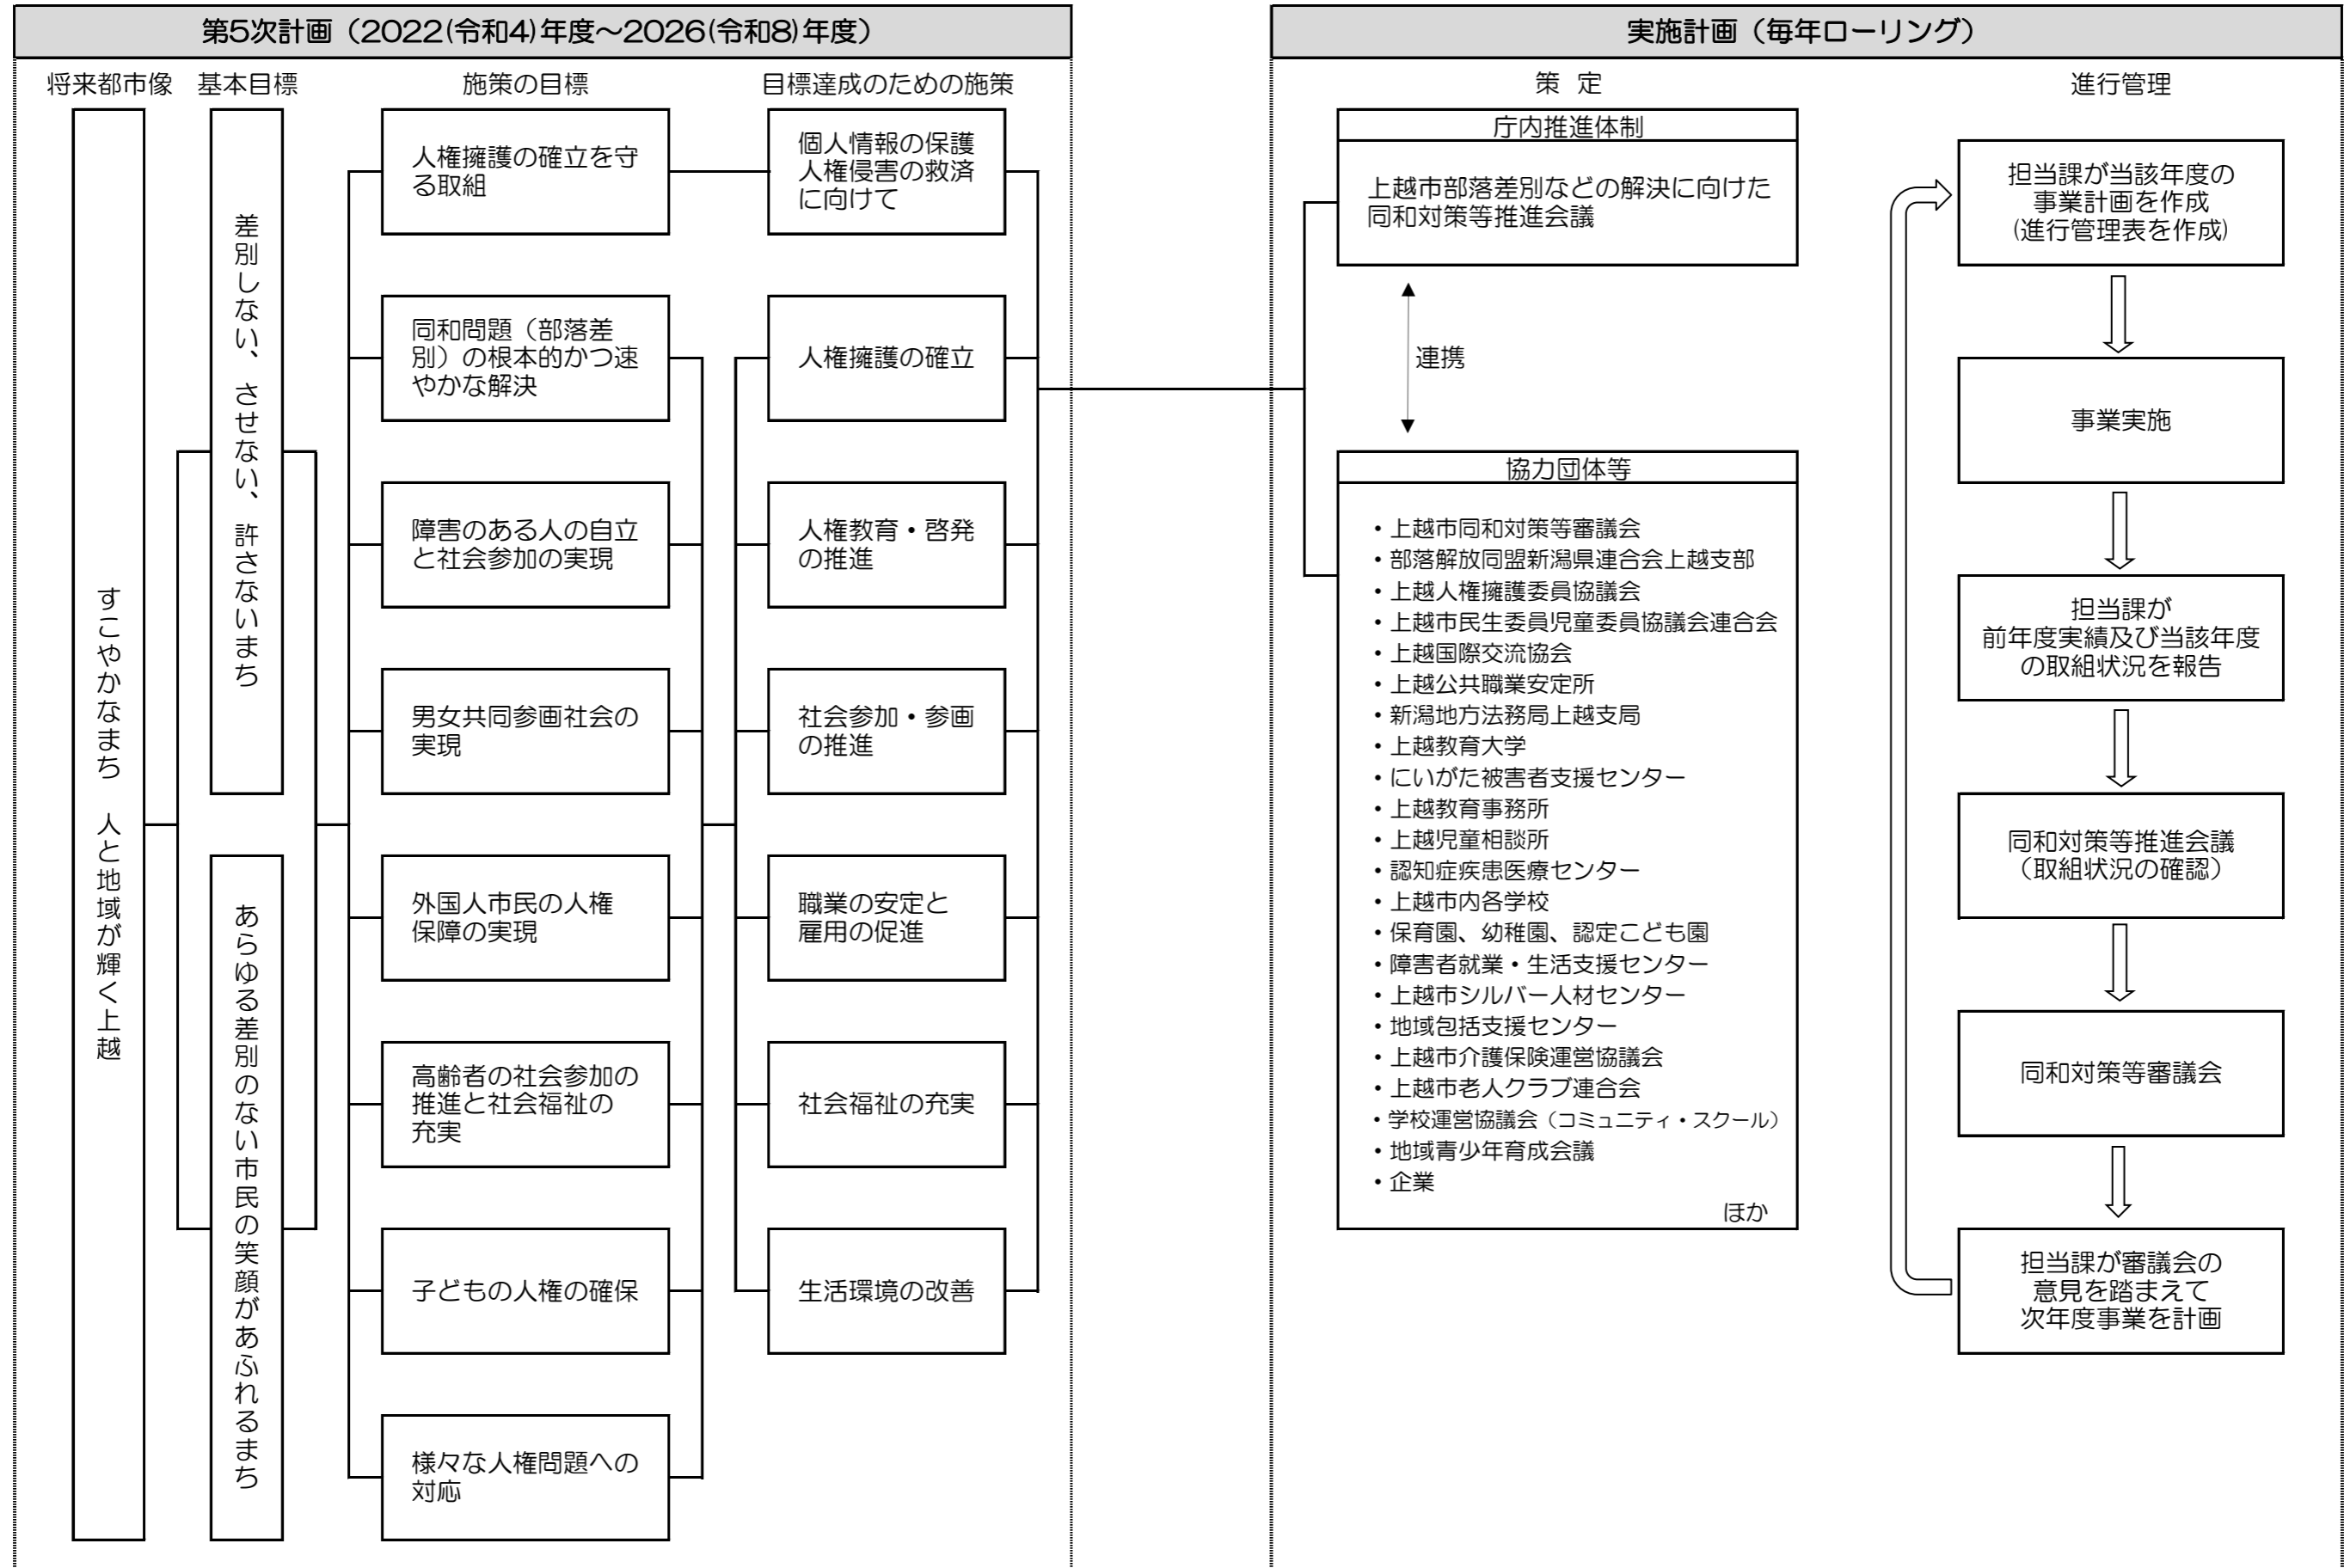 第5次計画（2022(令和4)年度～2026(令和8)年度）
将来都市像
基本目標
施策の目標
目標達成のための施策
すこやかなまち　人と地域が輝く上越
差別しない、させない、許さないまち
あらゆる差別のない市民の笑顔があふれるまち
人権擁護の確立を守
る取組
同和問題（部落差
別）の根本的かつ速
やかな解決
障害のある人の自立
と社会参加の実現
男女共同参画社会の
実現
外国人市民の人権
保障の実現
高齢者の社会参加の
推進と社会福祉の
充実
子どもの人権の確保
様々な人権問題への
対応
個人情報の保護
人権侵害の救済
に向けて
人権擁護の確立
人権教育・啓発
の推進
社会参加・参画
の推進
職業の安定と
雇用の促進
社会福祉の充実
生活環境の改善
実施計画（毎年ローリング）
策 定
進行管理
庁内推進体制
上越市部落差別などの解決に向けた
同和対策等推進会議
連携
協力団体等
・上越市同和対策等審議会
・部落解放同盟新潟県連合会上越支部
・上越人権擁護委員協議会
・上越市民生委員児童委員協議会連合会
・上越国際交流協会
・上越公共職業安定所
・新潟地方法務局上越支局
・上越教育大学
・にいがた被害者支援センター
・上越教育事務所
・上越児童相談所
・認知症疾患医療センター
・上越市内各学校
・保育園、幼稚園、認定こども園
・障害者就業・生活支援センター
・上越市シルバー人材センター
・地域包括支援センター
・上越市介護保険運営協議会
・上越市老人クラブ連合会
・学校運営協議会（コミュニティ・スクール）
・地域青少年育成会議
・企業
ほか
担当課が当該年度の
事業計画を作成
(進行管理表を作成)
事業実施
担当課が
前年度実績及び当該年度
の取組状況を報告
同和対策等推進会議
（取組状況の確認）
同和対策等審議会
担当課が審議会の
意見を踏まえて
次年度事業を計画